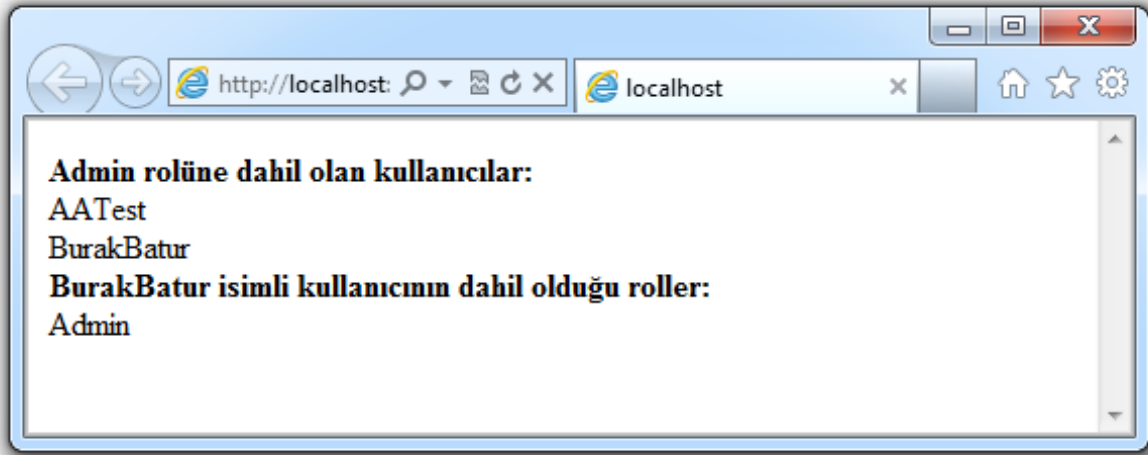 http://localhost:
localhost
Admin rolüne dahil olan kullanıcılar:
AATest
BurakBatur
BurakBatur isimli kullanıcının dahil olduğu roller:
Admin